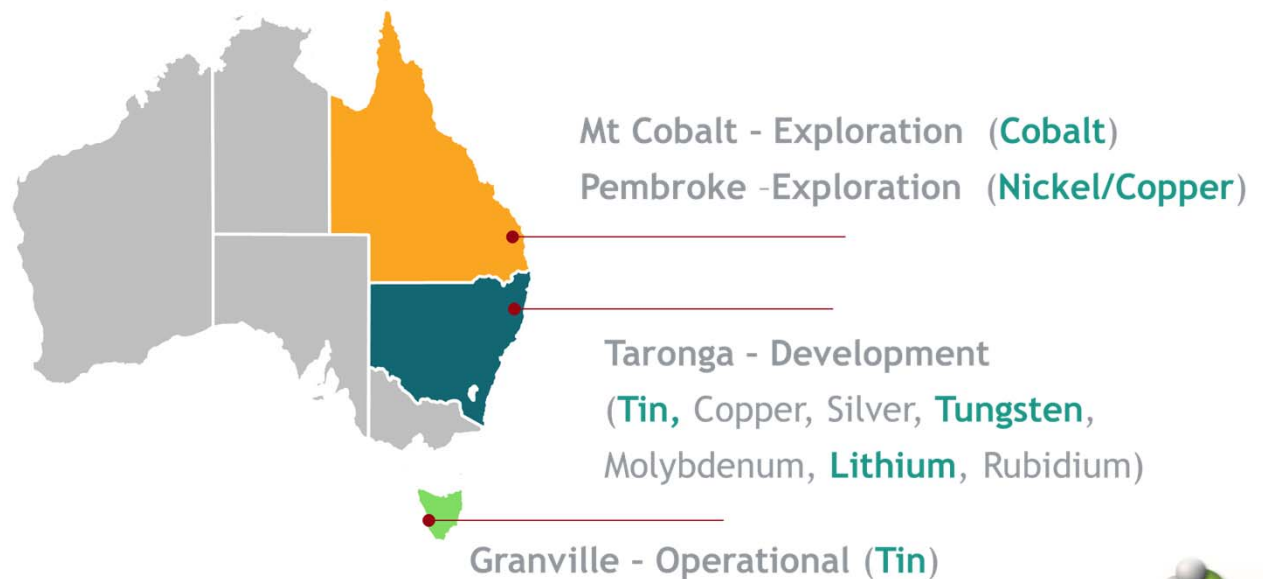 Mt Cobalt - Exploration (Cobalt)
Pembroke -Exploration (Nickel/Copper)
Taronga - Development
(Tin, Copper, Silver, Tungsten,
Molybdenum, Lithium, Rubidium)
Granville - Operational (Tin)